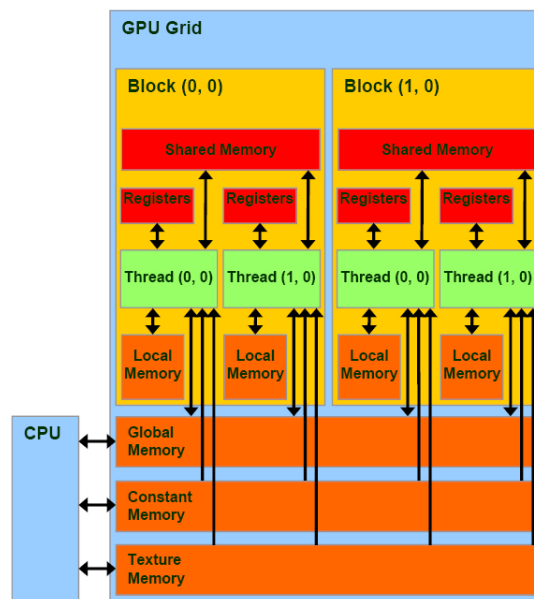 GPU Grid
Block (0, 0)
Block (1, 0)
Shared Memory
Shared Memory
Registers
Registers
Registers
Registers
Thread (0, 0)
Thread (1, 0)
Thread (0, 0)
Thread (1, 0)
Local
Memory
Local
Memory
Local
Memory
Local
Memory
CPU
Global
Memory
Constant
Memory
Texture
Memory